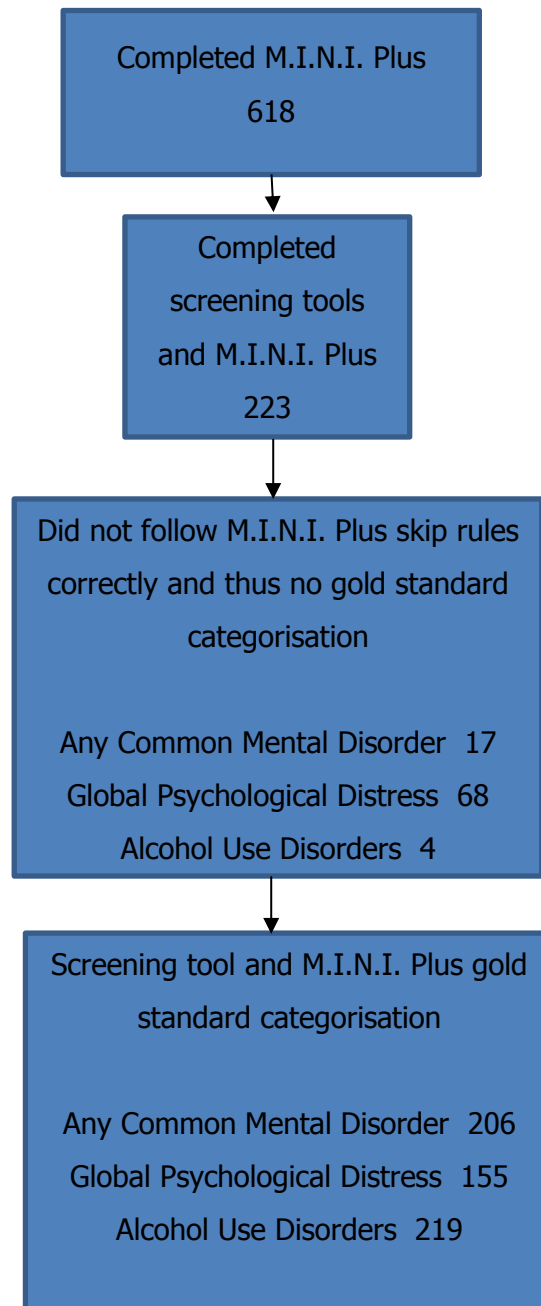 Completed M.I.N.I. Plus
618
Completed
screening tools
and M.I.N.I. Plus
223
Did not follow M.I.N.I. Plus skip rules
correctly and thus no gold standard
categorisation
Any Common Mental Disorder 17
Global Psychological Distress 68
Alcohol Use Disorders 4
Screening tool and M.I.N.I. Plus gold
standard categorisation
Any Common Mental Disorder 206
Global Psychological Distress 155
Alcohol Use Disorders 219